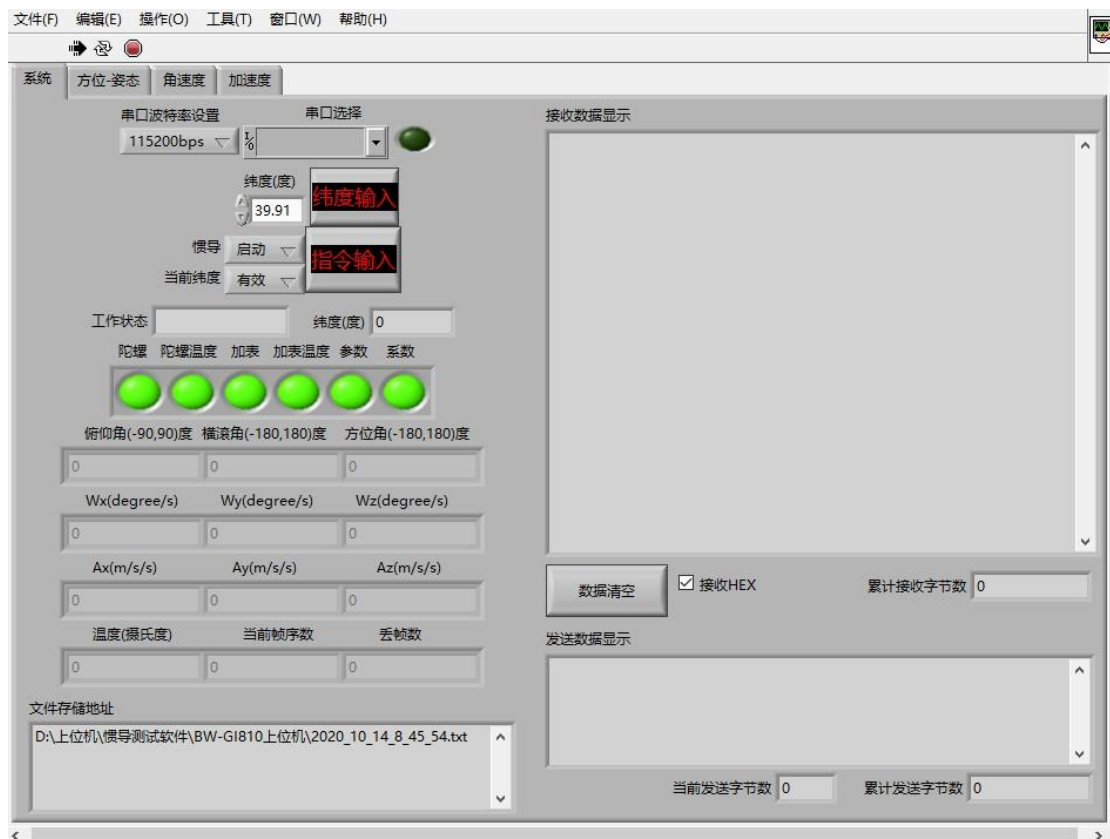 文件(F) 编辑(E) 操作(O) 工具(T) 窗口(W) 帮助(H)
系统 方位-姿态 角速度 加速度
串口波特率设置 串口选择
115200bps
纬度(度)
39.91
纬度输入
惯导 启动
指令输入
当前纬度 有效
工作状态 纬度(度) 0
陀螺 陀螺温度 加表 加表温度 参数 系数
俯仰角(-90,90)度 横滚角(-180,180)度 方位角(-180,180)度
0 0 0
Wx(degree/s) Wy(degree/s) Wz(degree/s)
0 0 0
Ax(m/s/s) Ay(m/s/s) Az(m/s/s)
0 0 0
温度(摄氏度) 当前帧序数 丢帧数
0 0 0
文件存储地址
D:\上位机\惯导测试软件\BW-GI810上位机\2020_10_14_8_45_54.txt
接收数据显示
数据清空 接收HEX 累计接收字节数 0
发送数据显示
当前发送字节数 0 累计发送字节数 0